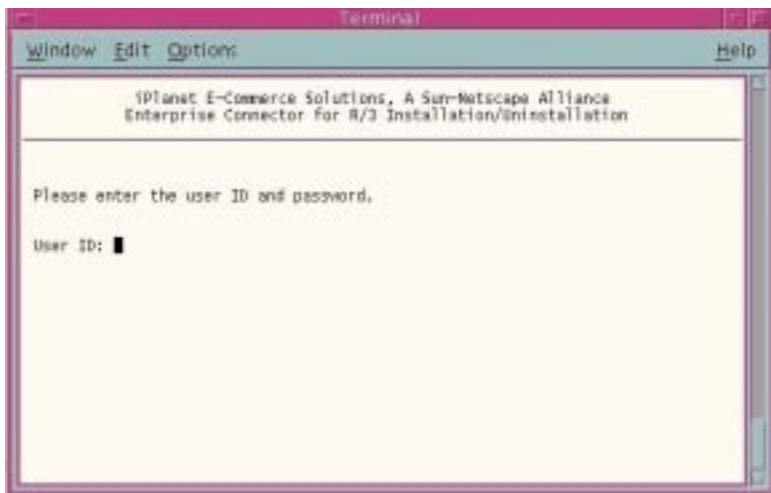 Terminal
Window Edit Options Help
iPlanet E-Commerce Solutions, A Sun-Netscape Alliance
Enterprise Connector for R/3 Installation/Uninstallation
Please enter the user ID and password.
User ID: